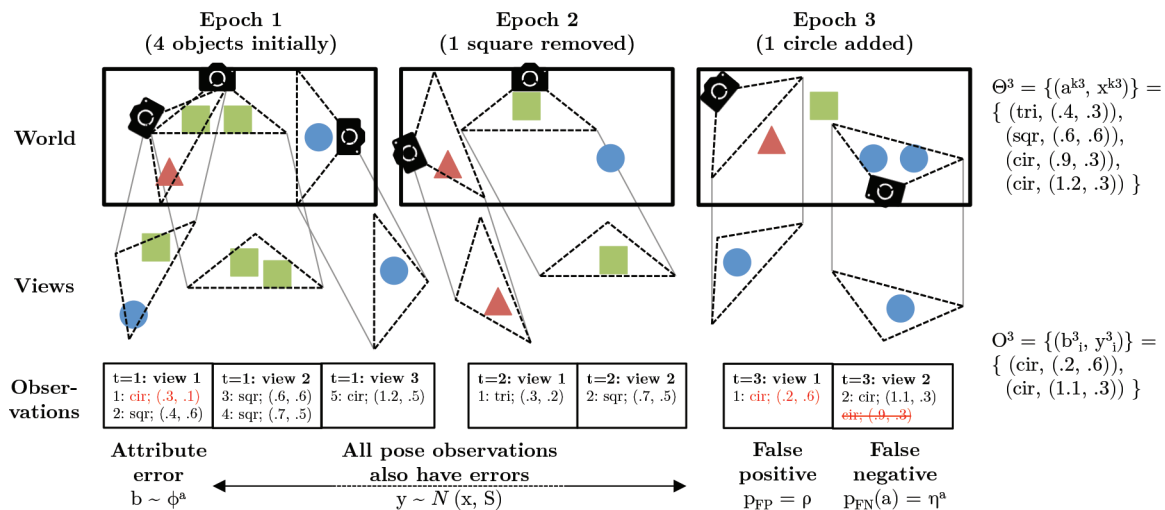 Epoch 1
(4 objects initially)
Epoch 2
(1 square removed)
Epoch 3
(1 circle added)
World
Θ³ = {(aᵏ³, xᵏ³)} =
{ (tri, (.4, .3)),
(sqr, (.6, .6)),
(cir, (.9, .3)),
(cir, (1.2, .3)) }
Views
O³ = {(b³ᵢ, y³ᵢ)} =
{ (cir, (.2, .6)),
(cir, (1.1, .3)) }
Obser-
vations
t=1: view 1
1: cir; (.3, .1)
2: sqr; (.4, .6)
t=1: view 2
3: sqr; (.6, .6)
4: sqr; (.7, .5)
t=1: view 3
5: cir; (1.2, .5)
t=2: view 1
1: tri; (.3, .2)
t=2: view 2
2: sqr; (.7, .5)
t=3: view 1
1: cir; (.2, .6)
t=3: view 2
2: cir; (1.1, .3)
cir; (.9, .3)
Attribute
error
b ~ ϕᵃ
All pose observations
also have errors
y ~ N (x, S)
False
positive
p_FP = ρ
False
negative
p_FN(a) = ηᵃ